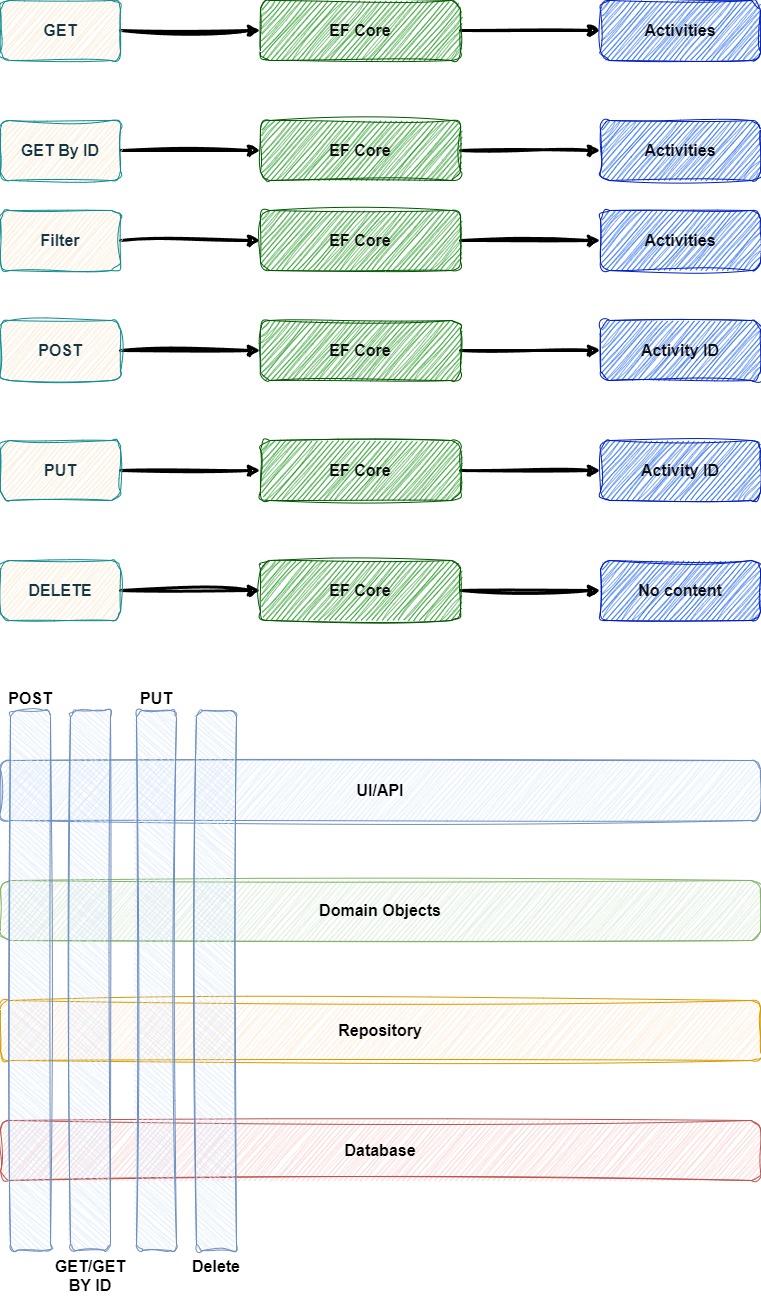 GET
EF Core
Activities
GET By ID
EF Core
Activities
Filter
EF Core
Activities
POST
EF Core
Activity ID
PUT
EF Core
Activity ID
DELETE
EF Core
No content
POST
PUT
UI/API
Domain Objects
Repository
Database
GET/GET
BY ID
Delete